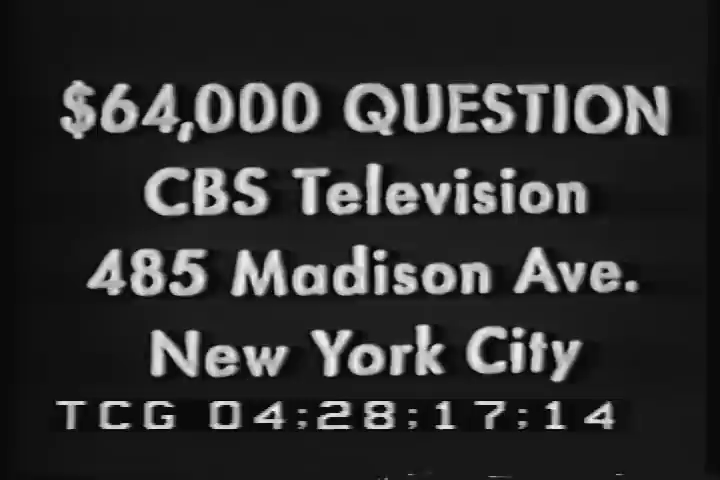 $64,000 QUESTION
CBS Television
485 Madison Ave.
New York City
TCG 04;28;17;14